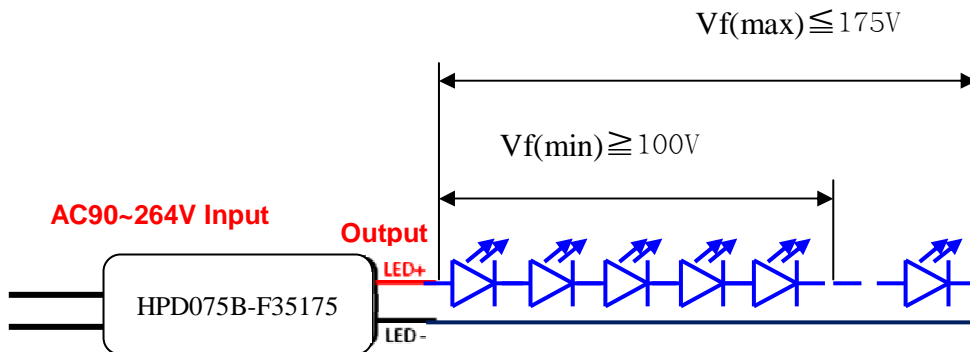 Vf(max)≦175V
Vf(min)≧100V
AC90~264V Input
Output
LED+
HPD075B-F35175
LED-